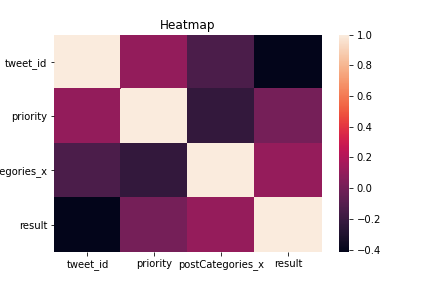 Heatmap
tweet_id
priority
egories_x
result
tweet_id priority postCategories_x result
1.0
0.8
0.6
0.4
0.2
0.0
−0.2
−0.4